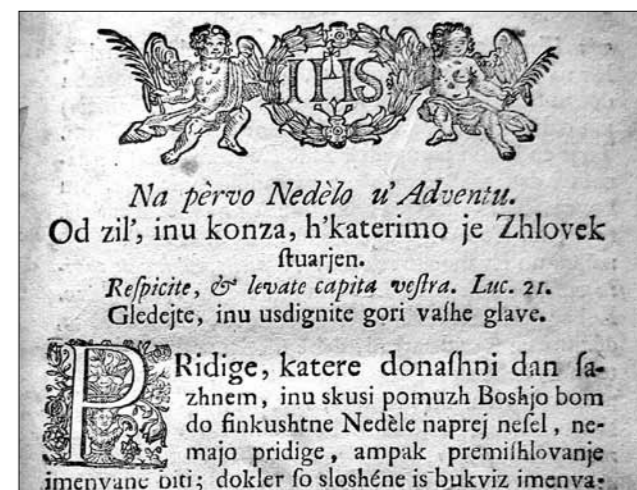 IHS
Na pèrvo Nedèlo u' Adventu.
Od zil', inu konza, h'katerimo je Zhlovek
ſtuarjen.
Reſpicite, & levate capita veſtra. Luc. 21.
Gledejte, inu usdignite gori vaſhe glave.
PRidige, katere donaſhni dan ſa-
zhnem, inu skusi pomuzh Boshjo bom
do finkushtne Nedèle naprej neſel, ne-
majo pridige, ampak premiſhlovanje
imenvane biti; dokler ſo sloshéne is bukviz imenva-